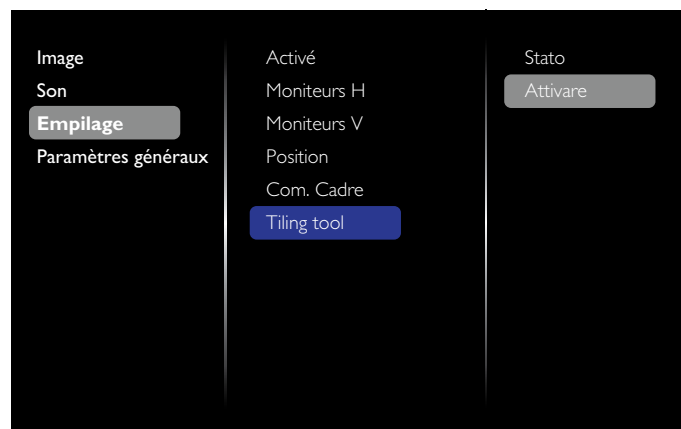 Image
Son
Empilage
Paramètres généraux
Activé
Moniteurs H
Moniteurs V
Position
Com. Cadre
Tiling tool
Stato
Attivare